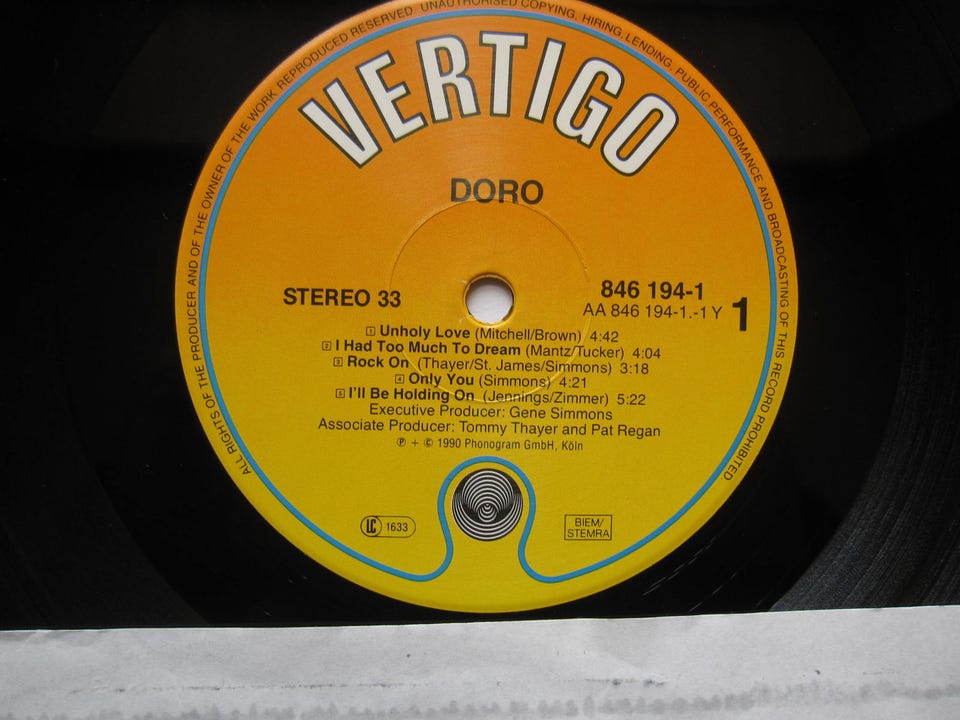 ALL RIGHTS OF THE PRODUCER AND OF THE OWNER OF THE WORK REPRODUCED RESERVED. UNAUTHORISED COPYING, HIRING, LENDING, PUBLIC PERFORMANCE AND BROADCASTING OF THIS RECORD PROHIBITED
VERTIGO
DORO
STEREO 33
846 194-1
AA 846 194-1.-1 Y
1
1 Unholy Love (Mitchell/Brown) 4:42
2 I Had Too Much To Dream (Mantz/Tucker) 4:04
3 Rock On (Thayer/St. James/Simmons) 3:18
4 Only You (Simmons) 4:21
5 I'll Be Holding On (Jennings/Zimmer) 5:22
Executive Producer: Gene Simmons
Associate Producer: Tommy Thayer and Pat Regan
℗ + © 1990 Phonogram GmbH, Köln
LC 1633
BIEM/
STEMRA